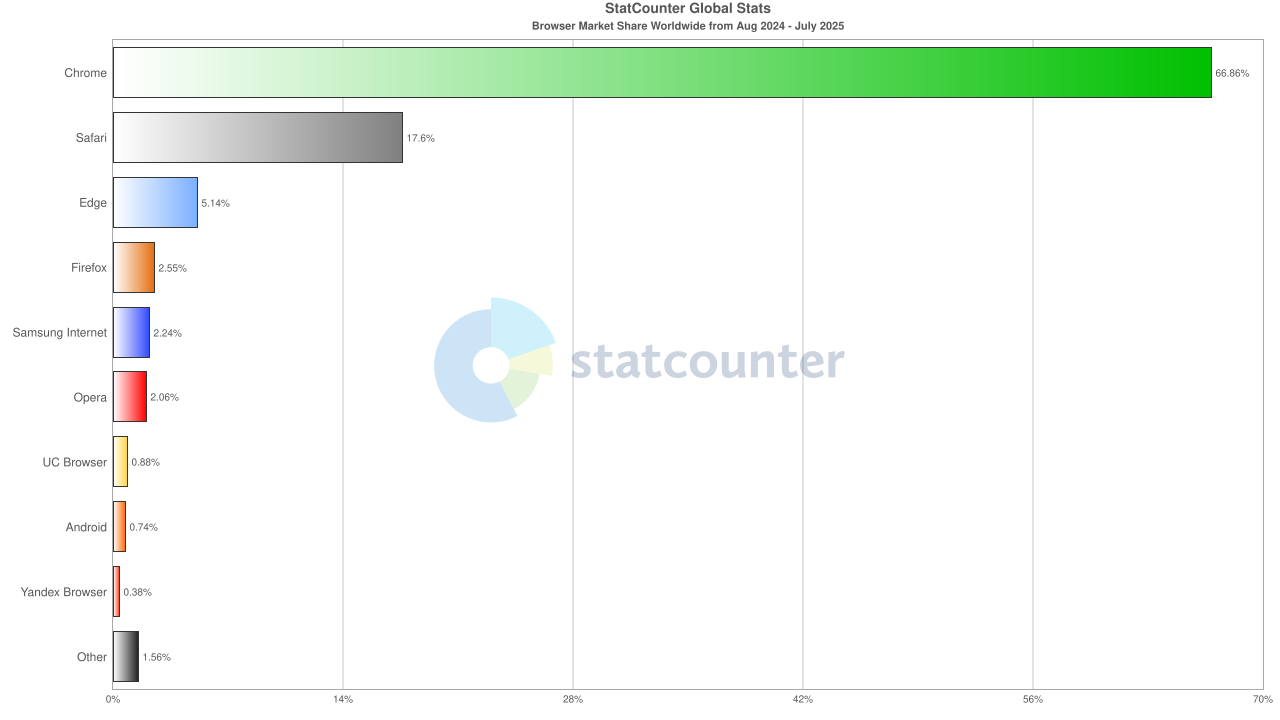 StatCounter Global Stats
Browser Market Share Worldwide from Aug 2024 - July 2025
Chrome 66.86%
Safari 17.6%
Edge 5.14%
Firefox 2.55%
Samsung Internet 2.24%
statcounter
Opera 2.06%
UC Browser 0.88%
Android 0.74%
Yandex Browser 0.38%
Other 1.56%
0% 14% 28% 42% 56% 70%